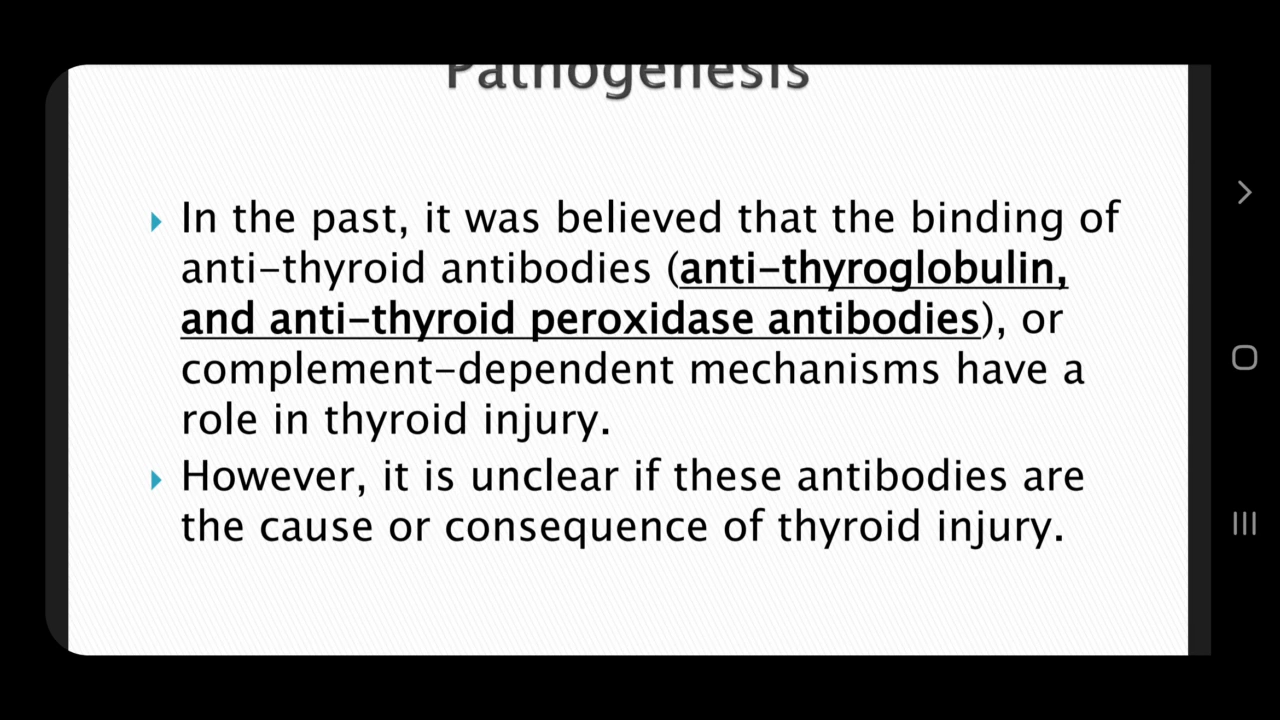 Pathogenesis
In the past, it was believed that the binding of
anti-thyroid antibodies (anti-thyroglobulin,
and anti-thyroid peroxidase antibodies), or
complement-dependent mechanisms have a
role in thyroid injury.
However, it is unclear if these antibodies are
the cause or consequence of thyroid injury.